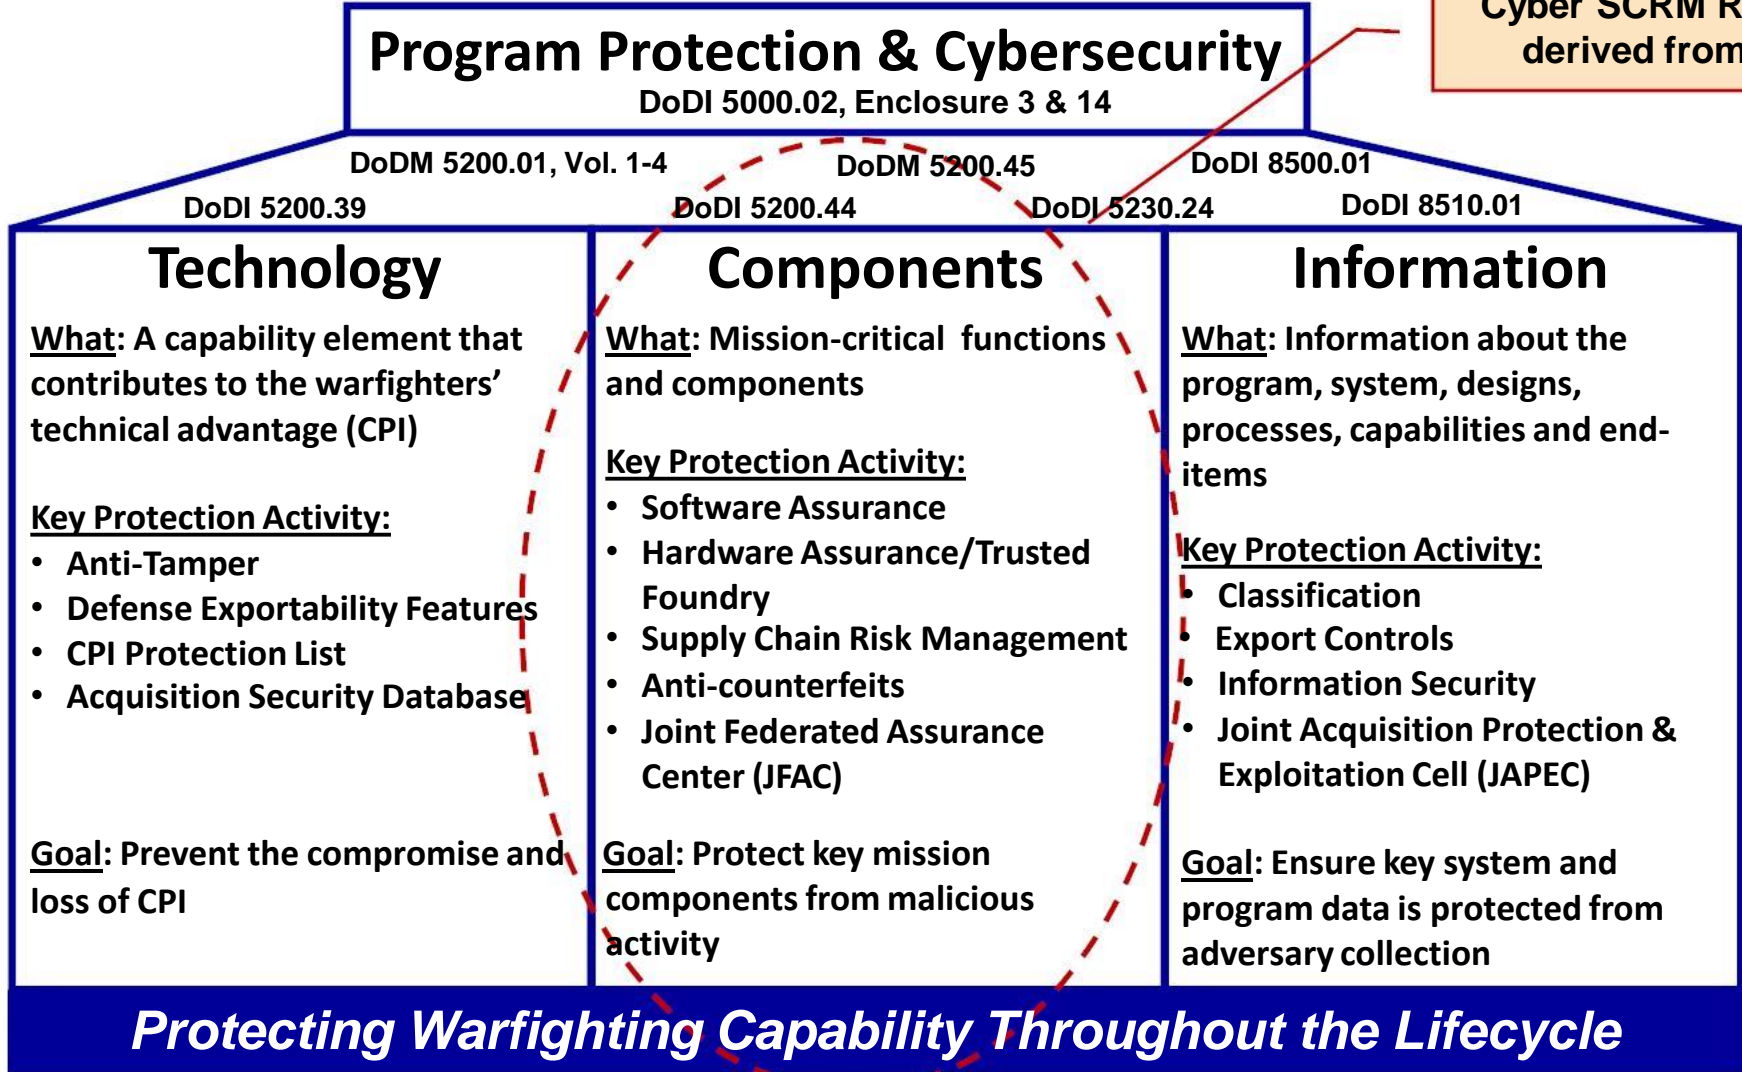 Cyber SCRM R
derived from
Program Protection & Cybersecurity
DoDI 5000.02, Enclosure 3 & 14
DoDM 5200.01, Vol. 1-4
DoDM 5200.45
DoDI 8500.01
DoDI 5200.39
DoDI 5200.44
DoDI 5230.24
DoDI 8510.01
Technology
What: A capability element that
contributes to the warfighters’
technical advantage (CPI)
Key Protection Activity:
• Anti-Tamper
• Defense Exportability Features
• CPI Protection List
• Acquisition Security Database
Goal: Prevent the compromise and
loss of CPI
Components
What: Mission-critical functions
and components
Key Protection Activity:
• Software Assurance
• Hardware Assurance/Trusted
Foundry
• Supply Chain Risk Management
• Anti-counterfeits
• Joint Federated Assurance
Center (JFAC)
Goal: Protect key mission
components from malicious
activity
Information
What: Information about the
program, system, designs,
processes, capabilities and end-
items
Key Protection Activity:
• Classification
• Export Controls
• Information Security
• Joint Acquisition Protection &
Exploitation Cell (JAPEC)
Goal: Ensure key system and
program data is protected from
adversary collection
Protecting Warfighting Capability Throughout the Lifecycle